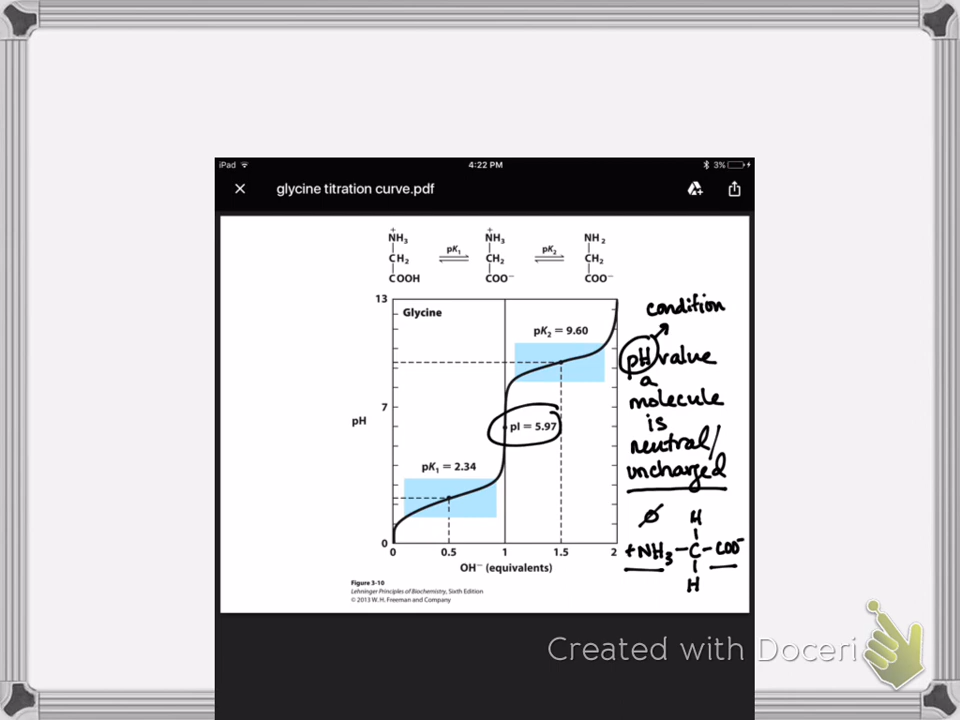 iPad 4:22 PM 3%
glycine titration curve.pdf
+ +
NH3 NH3 NH2
pK1 pK2
CH2 CH2 CH2
COOH COO− COO−
13
Glycine
pK2 = 9.60
7
pH
pI = 5.97
pK1 = 2.34
0
0 0.5 1 1.5 2
OH− (equivalents)
Figure 3-10
Lehninger Principles of Biochemistry, Sixth Edition
© 2013 W. H. Freeman and Company
condition
pH value
a
molecule
is
neutral/
uncharged
H
+NH3−C−COO−
H
Created with Doceri